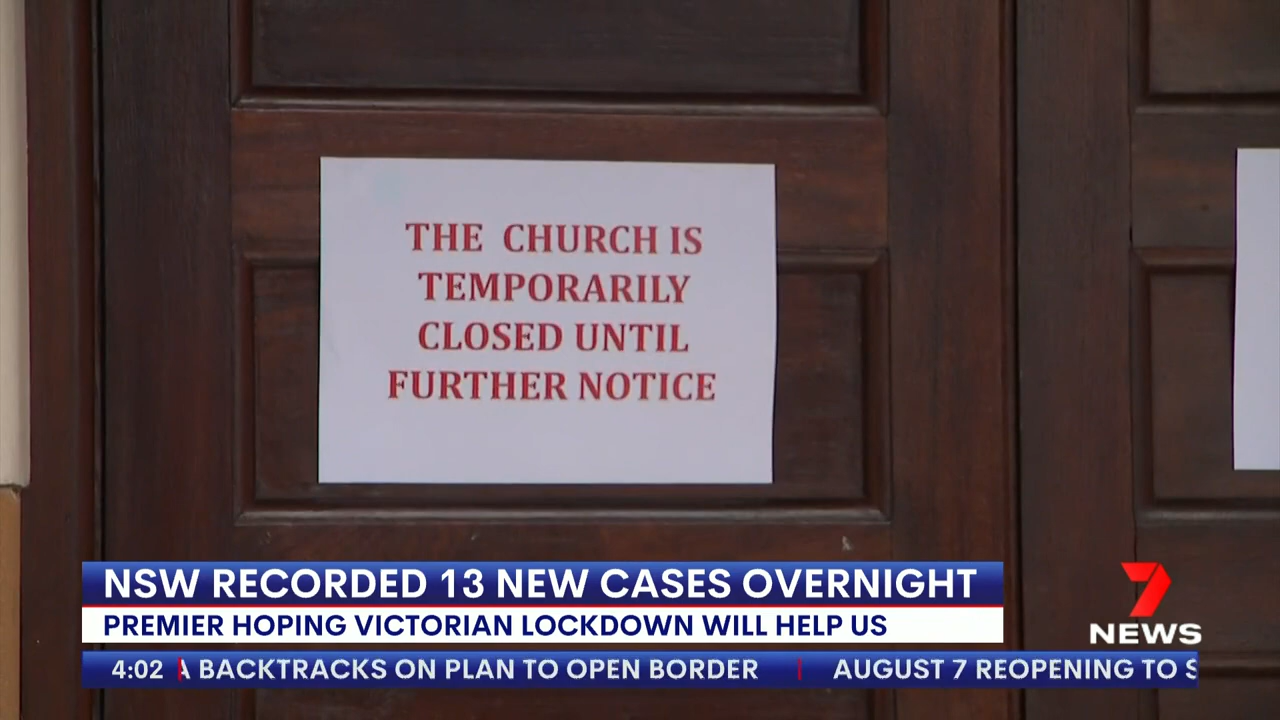 THE CHURCH IS
TEMPORARILY
CLOSED UNTIL
FURTHER NOTICE
NSW RECORDED 13 NEW CASES OVERNIGHT
PREMIER HOPING VICTORIAN LOCKDOWN WILL HELP US
7
NEWS
4:02 A BACKTRACKS ON PLAN TO OPEN BORDER | AUGUST 7 REOPENING TO S